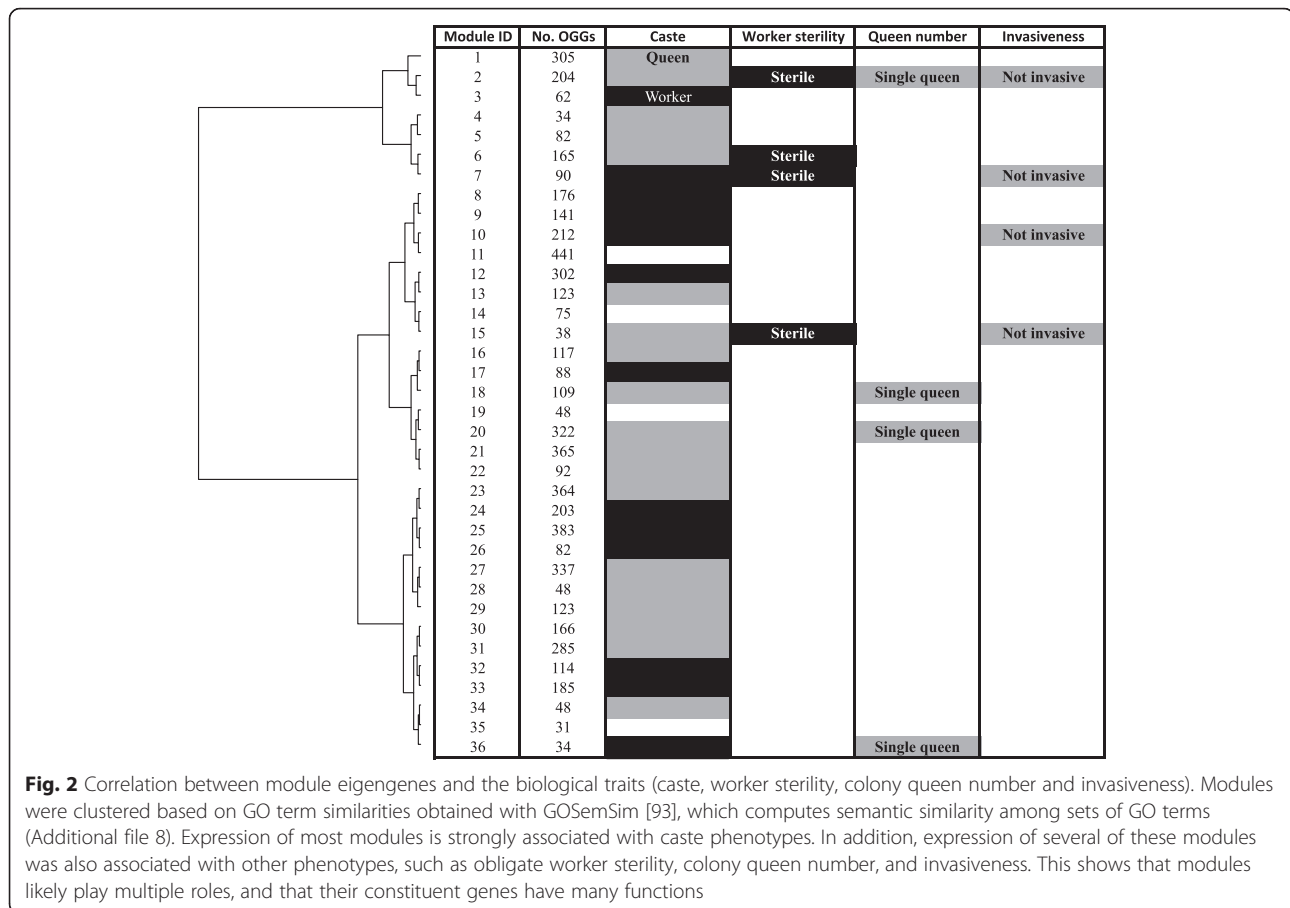 Module ID No. OGGs Caste Worker sterility Queen number Invasiveness
1 305 Queen
2 204 Sterile Single queen Not invasive
3 62 Worker
4 34
5 82
6 165 Sterile
7 90 Sterile Not invasive
8 176
9 141
10 212 Not invasive
11 441
12 302
13 123
14 75
15 38 Sterile Not invasive
16 117
17 88
18 109 Single queen
19 48
20 322 Single queen
21 365
22 92
23 364
24 203
25 383
26 82
27 337
28 48
29 123
30 166
31 285
32 114
33 185
34 48
35 31
36 34 Single queen
Fig. 2 Correlation between module eigengenes and the biological traits (caste, worker sterility, colony queen number and invasiveness). Modules
were clustered based on GO term similarities obtained with GOSemSim [93], which computes semantic similarity among sets of GO terms
(Additional file 8). Expression of most modules is strongly associated with caste phenotypes. In addition, expression of several of these modules
was also associated with other phenotypes, such as obligate worker sterility, colony queen number, and invasiveness. This shows that modules
likely play multiple roles, and that their constituent genes have many functions